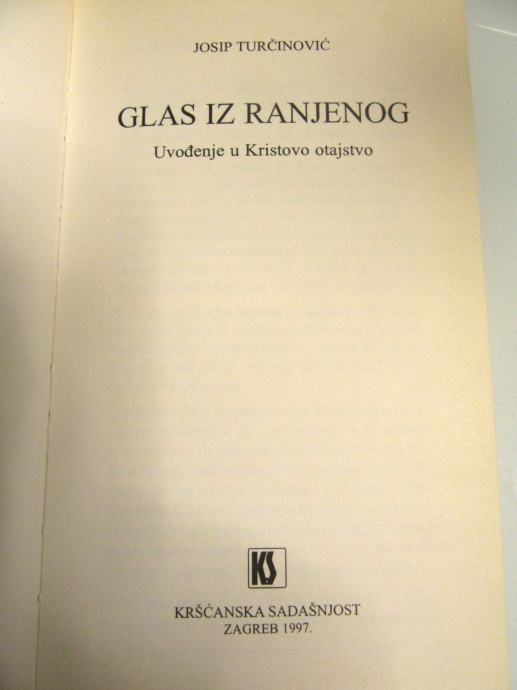 JOSIP TURČINOVIĆ
GLAS IZ RANJENOG
Uvođenje u Kristovo otajstvo
KS
KRŠĆANSKA SADAŠNJOST
ZAGREB 1997.